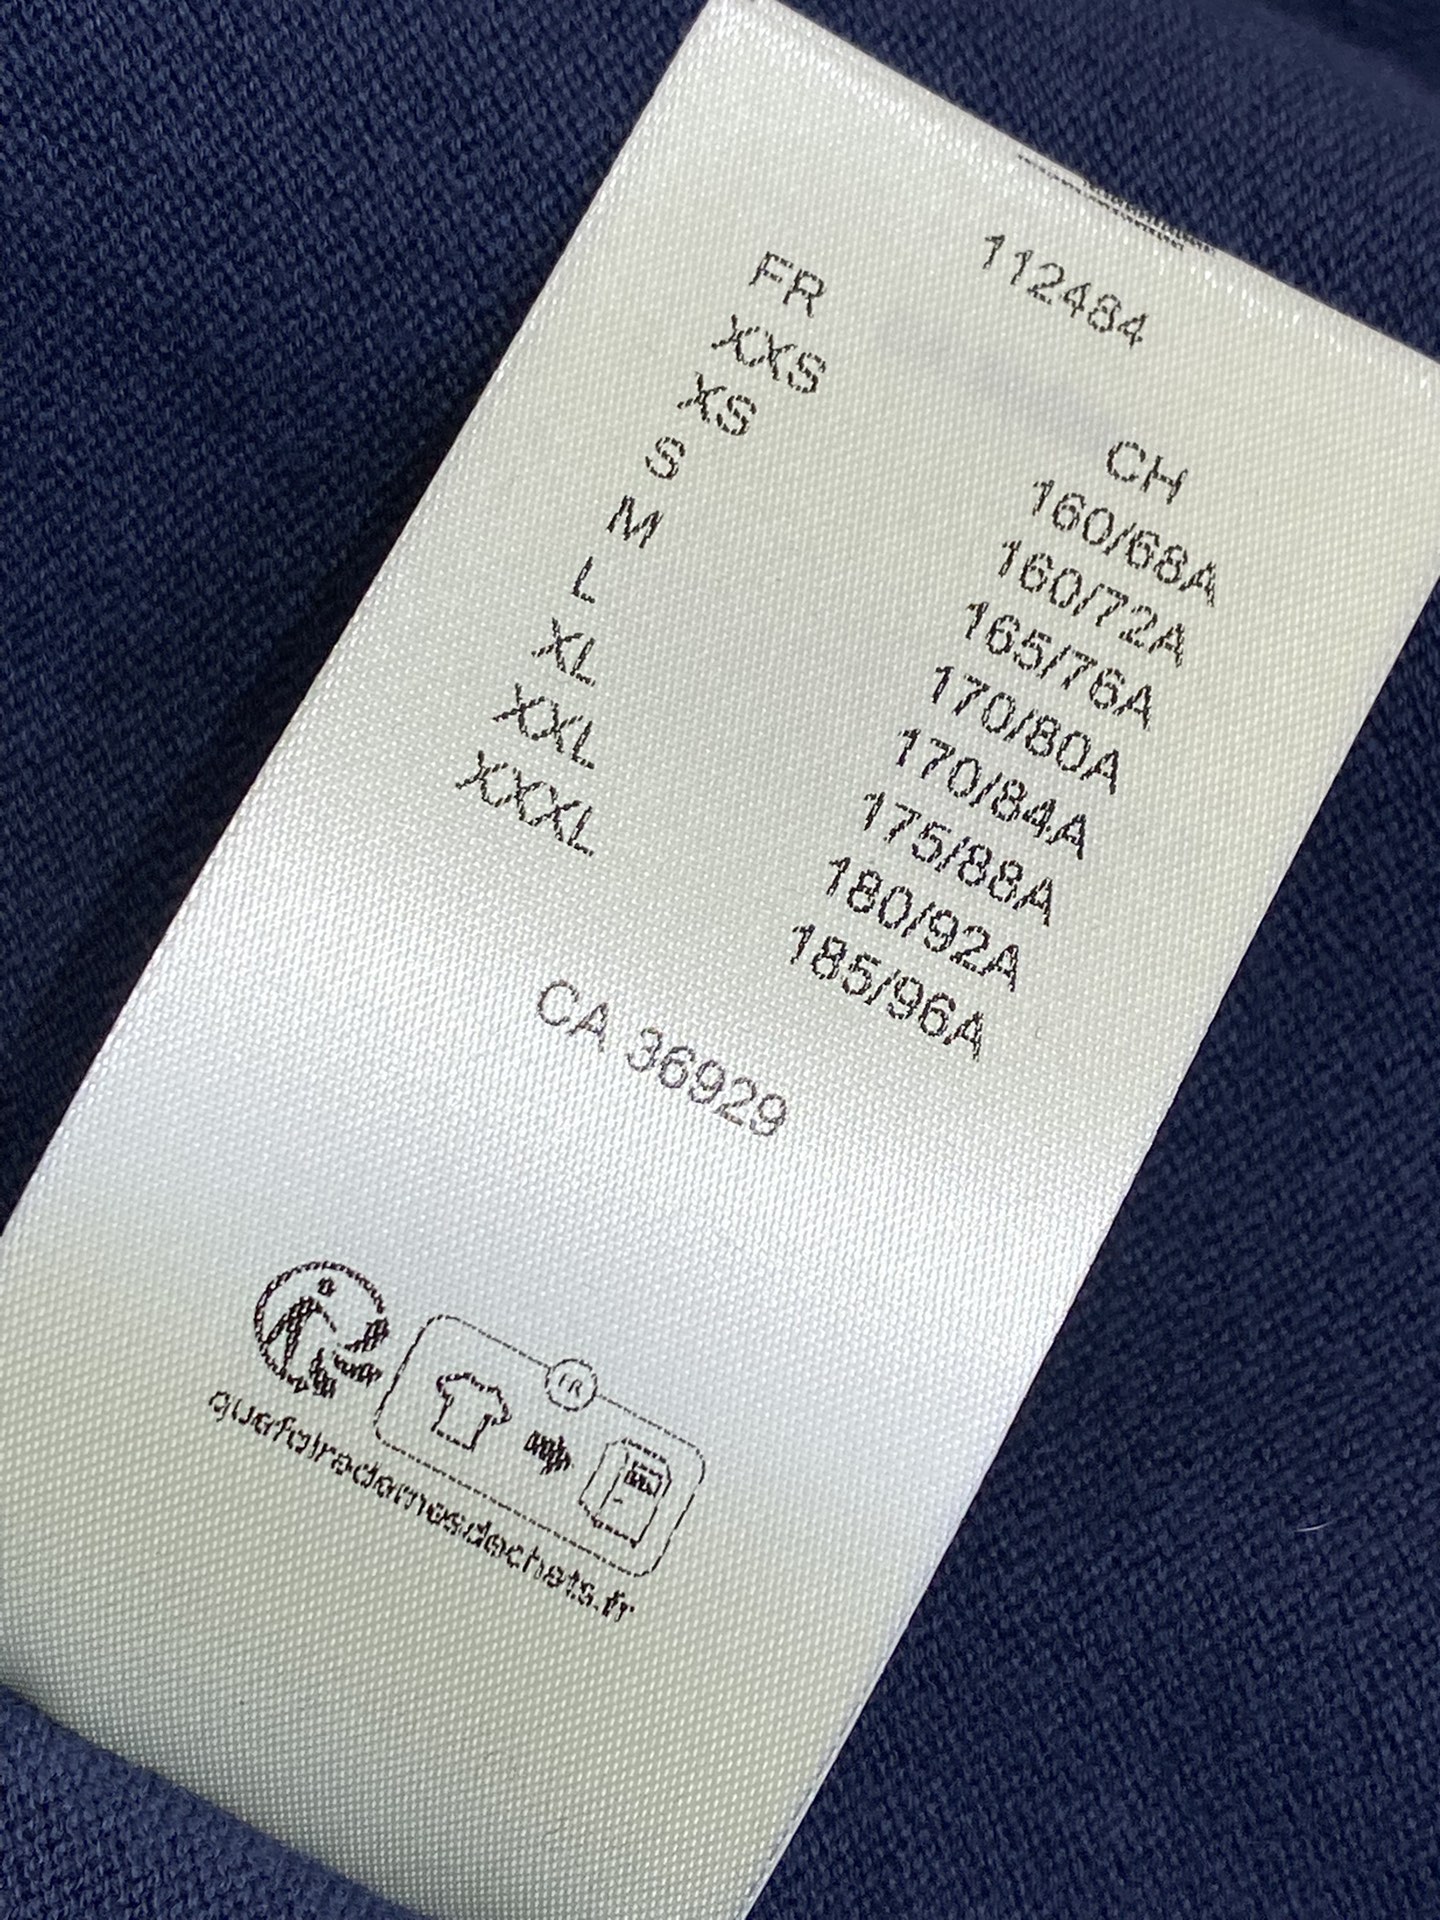 112484
FR CH
XXS 160/68A
XS 160/72A
S 165/76A
M 170/80A
L 170/84A
XL 175/88A
XXL 180/92A
XXXL 185/96A
CA 36929
FR
quefairedemesdechets.fr